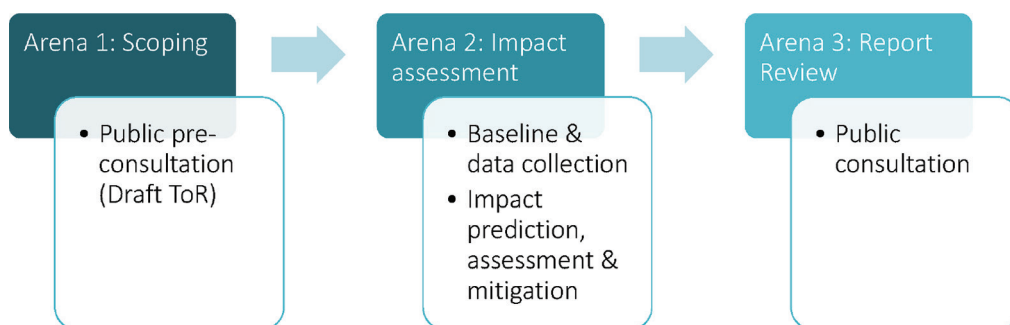 Arena 1: Scoping
• Public pre-
consultation
(Draft ToR)
Arena 2: Impact
assessment
• Baseline &
data collection
• Impact
prediction,
assessment &
mitigation
Arena 3: Report
Review
• Public
consultation